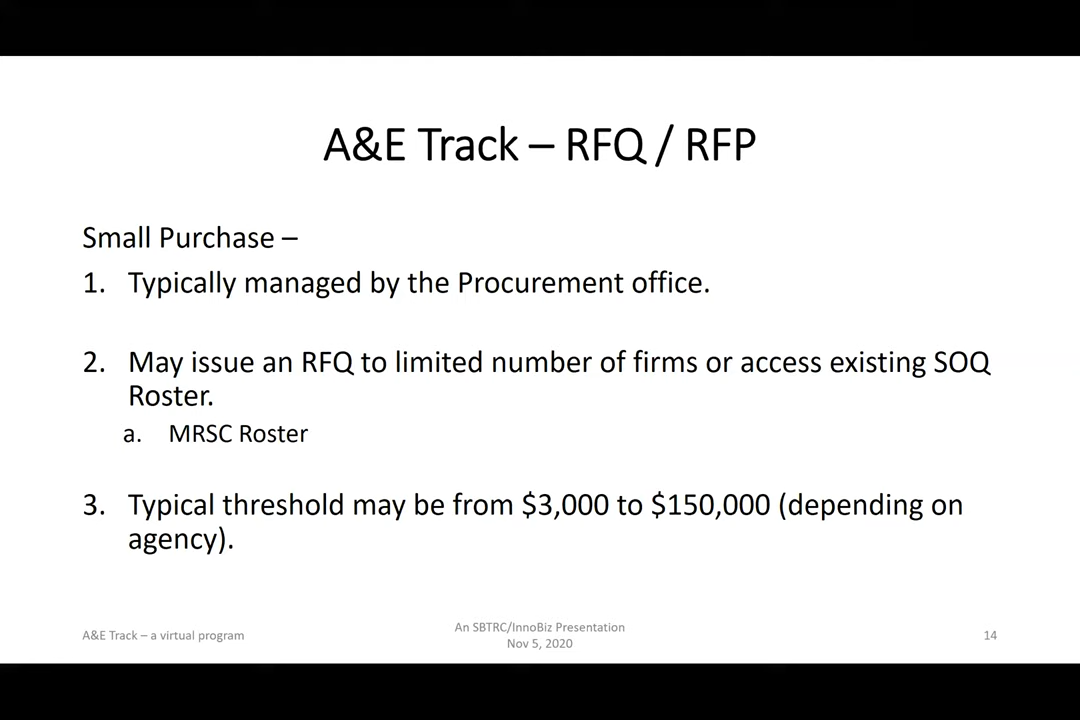 A&E Track – RFQ / RFP
Small Purchase –
1. Typically managed by the Procurement office.
2. May issue an RFQ to limited number of firms or access existing SOQ
Roster.
a. MRSC Roster
3. Typical threshold may be from $3,000 to $150,000 (depending on
agency).
A&E Track – a virtual program
An SBTRC/InnoBiz Presentation
Nov 5, 2020
14